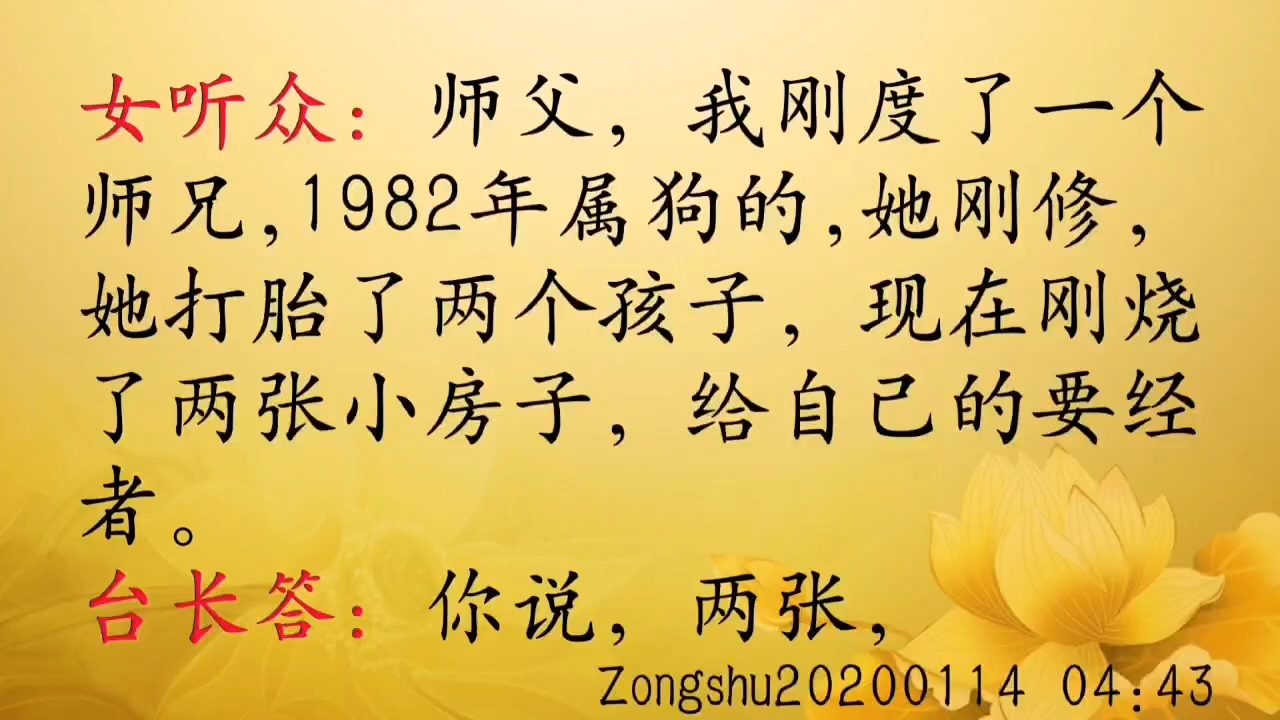 女听众：师父，我刚度了一个
师兄,1982年属狗的,她刚修,
她打胎了两个孩子，现在刚烧
了两张小房子，给自己的要经
者。
台长答：你说，两张，
Zongshu20200114 04:43